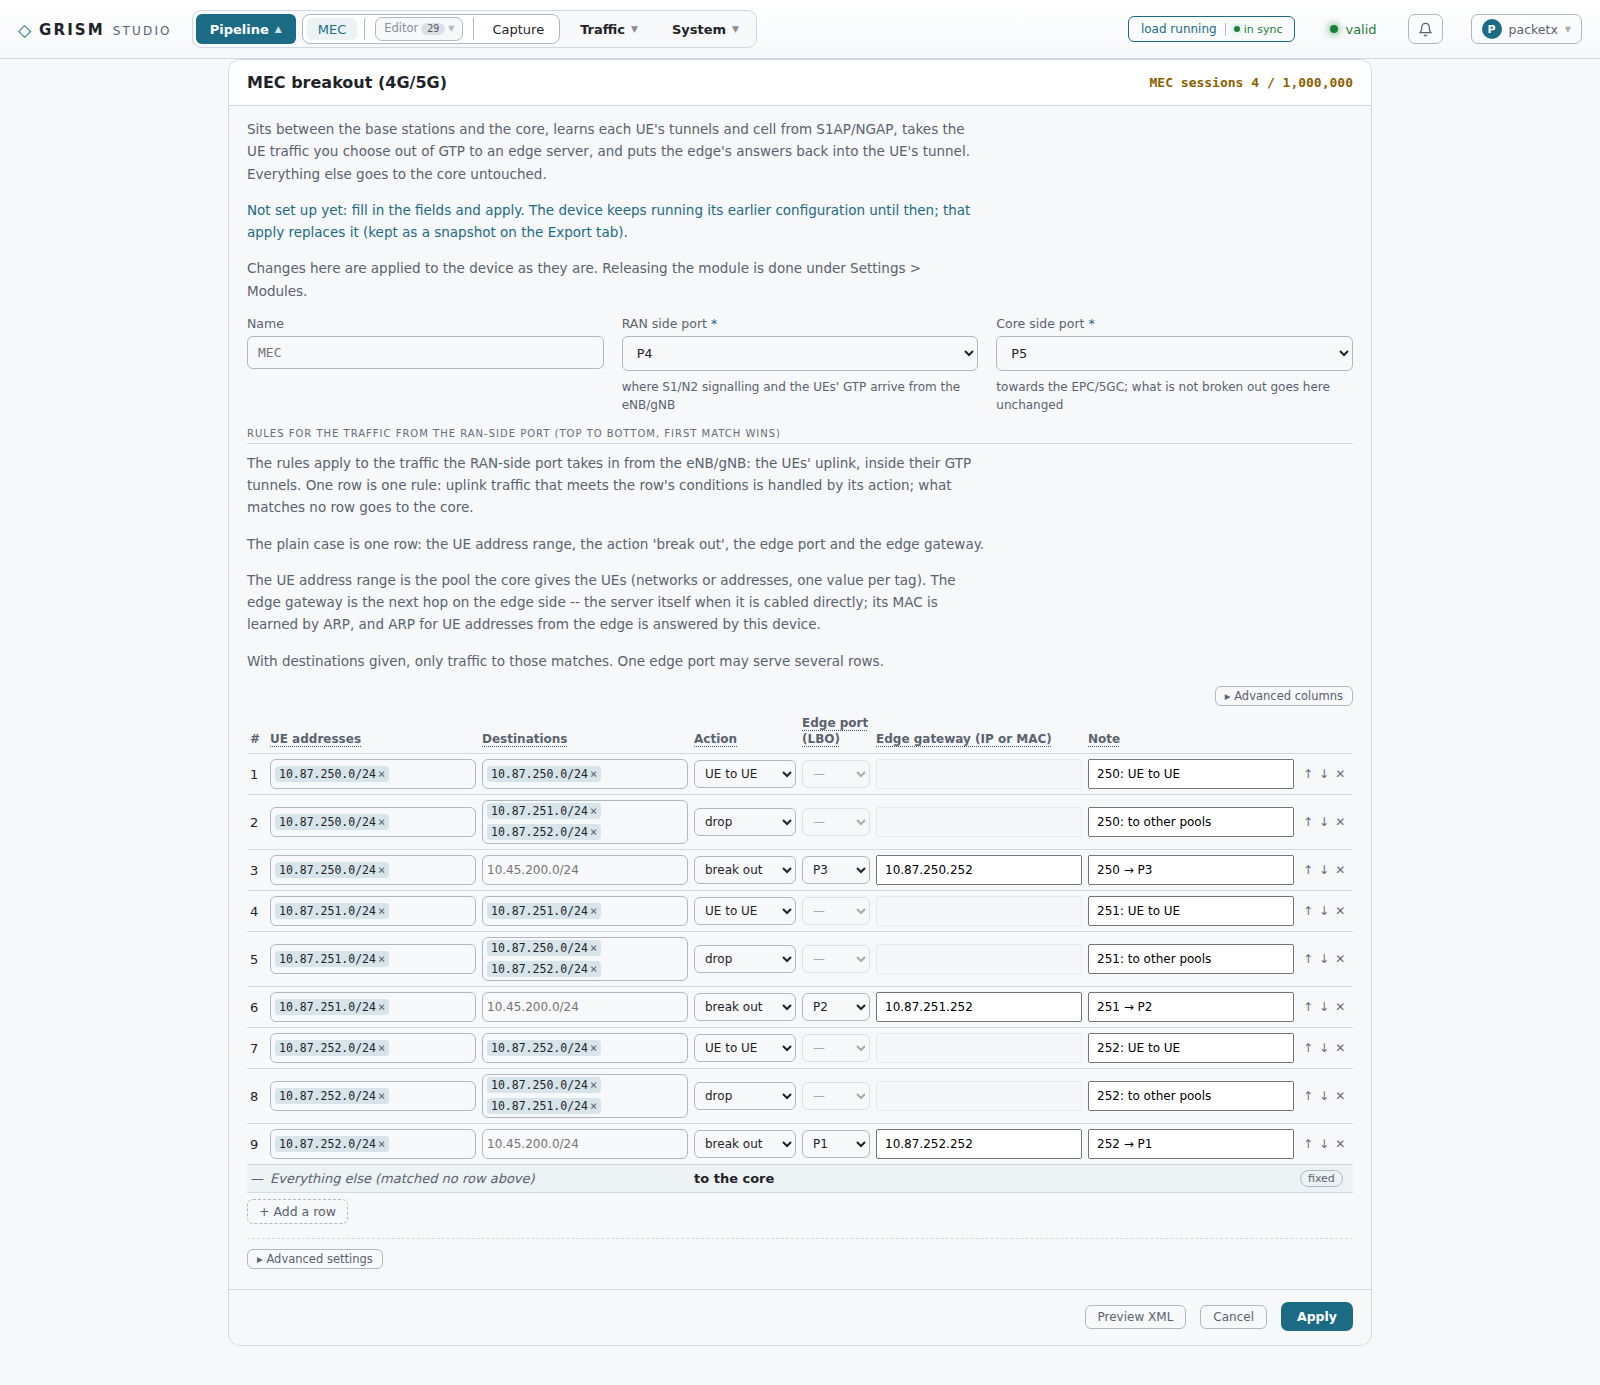 ◇ GRISM STUDIO Pipeline ▲ MEC Editor 29 ▼ Capture Traffic ▼ System ▼ load running in sync valid P packetx ▼
MEC breakout (4G/5G) MEC sessions 4 / 1,000,000
Sits between the base stations and the core, learns each UE's tunnels and cell from S1AP/NGAP, takes the
UE traffic you choose out of GTP to an edge server, and puts the edge's answers back into the UE's tunnel.
Everything else goes to the core untouched.
Not set up yet: fill in the fields and apply. The device keeps running its earlier configuration until then; that
apply replaces it (kept as a snapshot on the Export tab).
Changes here are applied to the device as they are. Releasing the module is done under Settings >
Modules.
Name RAN side port * Core side port *
MEC P4 P5
where S1/N2 signalling and the UEs' GTP arrive from the towards the EPC/5GC; what is not broken out goes here
eNB/gNB unchanged
RULES FOR THE TRAFFIC FROM THE RAN-SIDE PORT (TOP TO BOTTOM, FIRST MATCH WINS)
The rules apply to the traffic the RAN-side port takes in from the eNB/gNB: the UEs' uplink, inside their GTP
tunnels. One row is one rule: uplink traffic that meets the row's conditions is handled by its action; what
matches no row goes to the core.
The plain case is one row: the UE address range, the action 'break out', the edge port and the edge gateway.
The UE address range is the pool the core gives the UEs (networks or addresses, one value per tag). The
edge gateway is the next hop on the edge side -- the server itself when it is cabled directly; its MAC is
learned by ARP, and ARP for UE addresses from the edge is answered by this device.
With destinations given, only traffic to those matches. One edge port may serve several rows.
▸ Advanced columns
Edge port
# UE addresses Destinations Action (LBO) Edge gateway (IP or MAC) Note
1 10.87.250.0/24× 10.87.250.0/24× UE to UE — 250: UE to UE ↑ ↓ ✕
10.87.251.0/24×
2 10.87.250.0/24× drop — 250: to other pools ↑ ↓ ✕
10.87.252.0/24×
3 10.87.250.0/24× 10.45.200.0/24 break out P3 10.87.250.252 250 → P3 ↑ ↓ ✕
4 10.87.251.0/24× 10.87.251.0/24× UE to UE — 251: UE to UE ↑ ↓ ✕
10.87.250.0/24×
5 10.87.251.0/24× drop — 251: to other pools ↑ ↓ ✕
10.87.252.0/24×
6 10.87.251.0/24× 10.45.200.0/24 break out P2 10.87.251.252 251 → P2 ↑ ↓ ✕
7 10.87.252.0/24× 10.87.252.0/24× UE to UE — 252: UE to UE ↑ ↓ ✕
10.87.250.0/24×
8 10.87.252.0/24× drop — 252: to other pools ↑ ↓ ✕
10.87.251.0/24×
9 10.87.252.0/24× 10.45.200.0/24 break out P1 10.87.252.252 252 → P1 ↑ ↓ ✕
— Everything else (matched no row above) to the core fixed
+ Add a row
▸ Advanced settings
Preview XML Cancel Apply